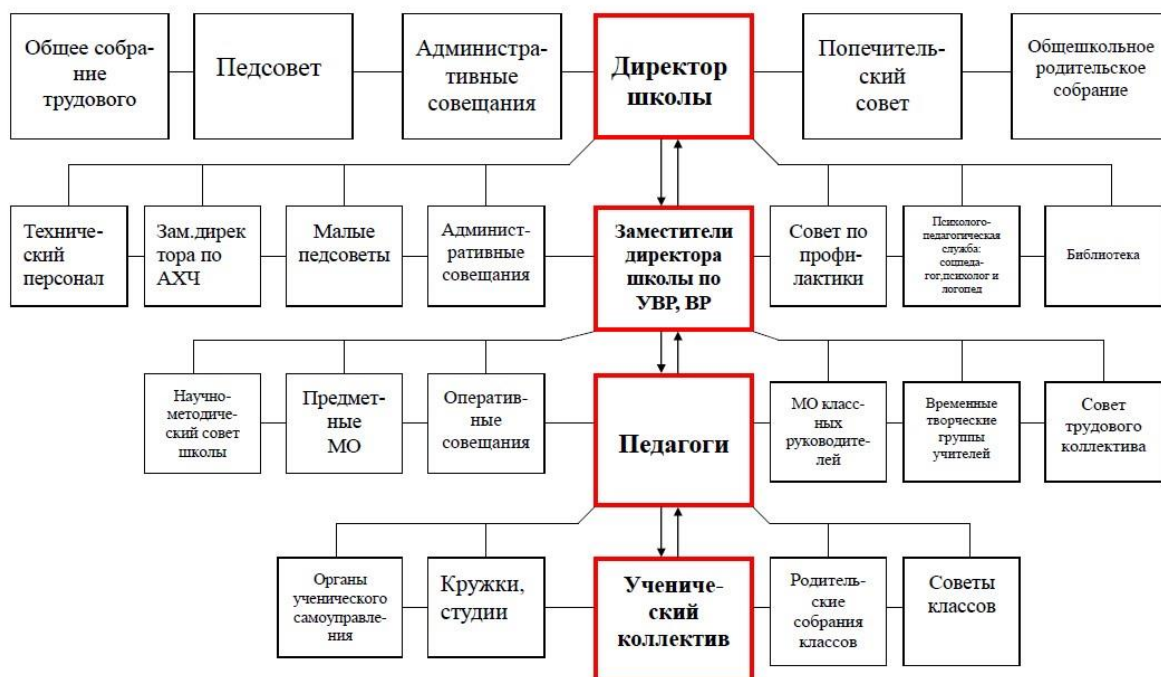 Общее собра-
ние
трудового
Педсовет
Администра-
тивные
совещания
Директор
школы
Попечитель-
ский
совет
Общешкольное
родительское
собрание
Техничес-
кий
персонал
Зам.дирек
тора по
АХЧ
Малые
педсоветы
Админист-
ративные
совещания
Заместители
директора
школы по
УВР, ВР
Совет по
профи-
лактики
Психолого-
педагогическая
служба:
соцпеда-
гог,психолог и
логопед
Библиотека
Научно-
методиче-
ский совет
школы
Предмет-
ные
МО
Оператив-
ные
совещания
Педагоги
МО класс-
ных
руководите-
лей
Временные
творческие
группы
учителей
Совет
трудового
коллектива
Органы
ученического
самоуправле-
ния
Кружки,
студии
Учениче-
ский
коллектив
Родитель-
ские
собрания
классов
Советы
классов